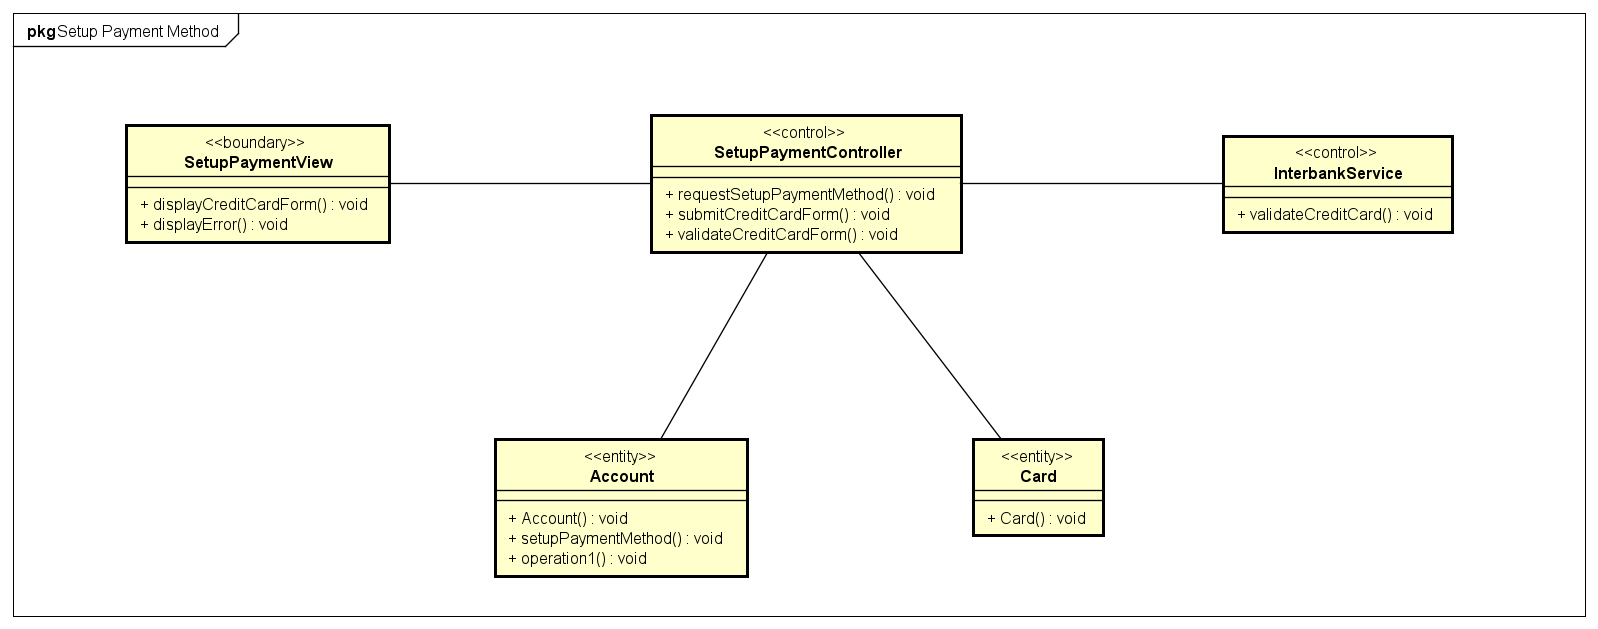 pkg Setup Payment Method
<<boundary>>
SetupPaymentView
+ displayCreditCardForm() : void
+ displayError() : void
<<control>>
SetupPaymentController
+ requestSetupPaymentMethod() : void
+ submitCreditCardForm() : void
+ validateCreditCardForm() : void
<<control>>
InterbankService
+ validateCreditCard() : void
<<entity>>
Account
+ Account() : void
+ setupPaymentMethod() : void
+ operation1() : void
<<entity>>
Card
+ Card() : void